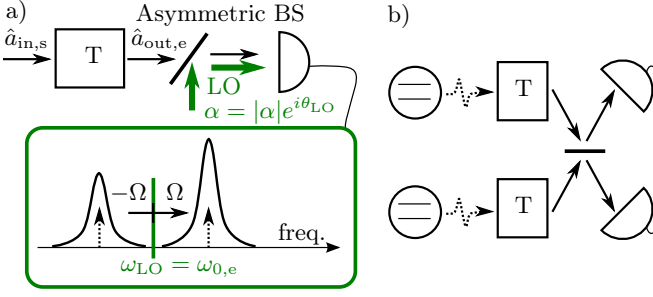 a)
Asymmetric BS
b)
â_in,s
T
â_out,e
LO
α = |α|e^{iθ_LO}
−Ω
Ω
freq.
ω_LO = ω_0,e
T
T